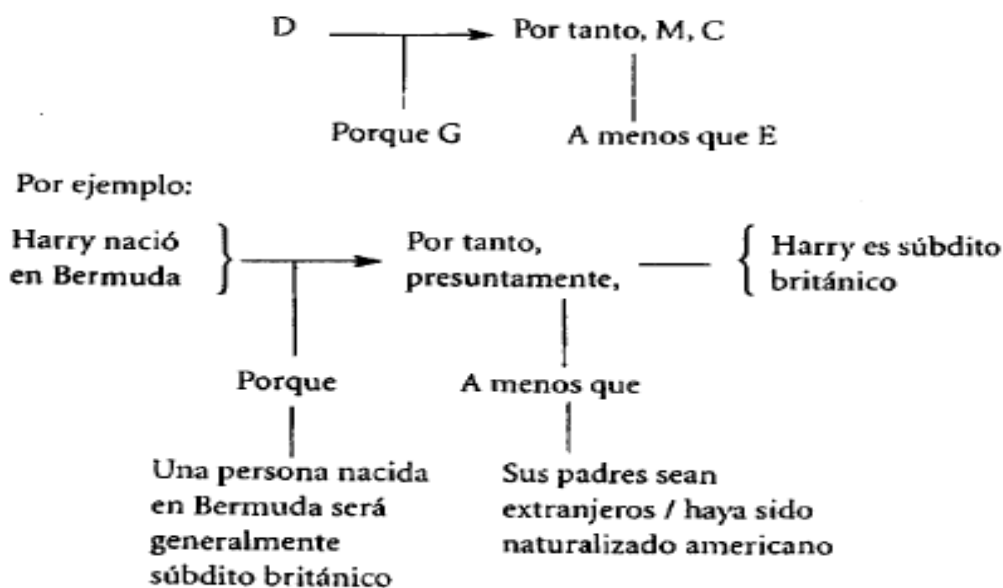 D
Por tanto, M, C
Porque G
A menos que E
Por ejemplo:
Harry nació
en Bermuda
Por tanto,
presuntamente,
Harry es súbdito
británico
Porque
A menos que
Una persona nacida
en Bermuda será
generalmente
súbdito británico
Sus padres sean
extranjeros / haya sido
naturalizado americano